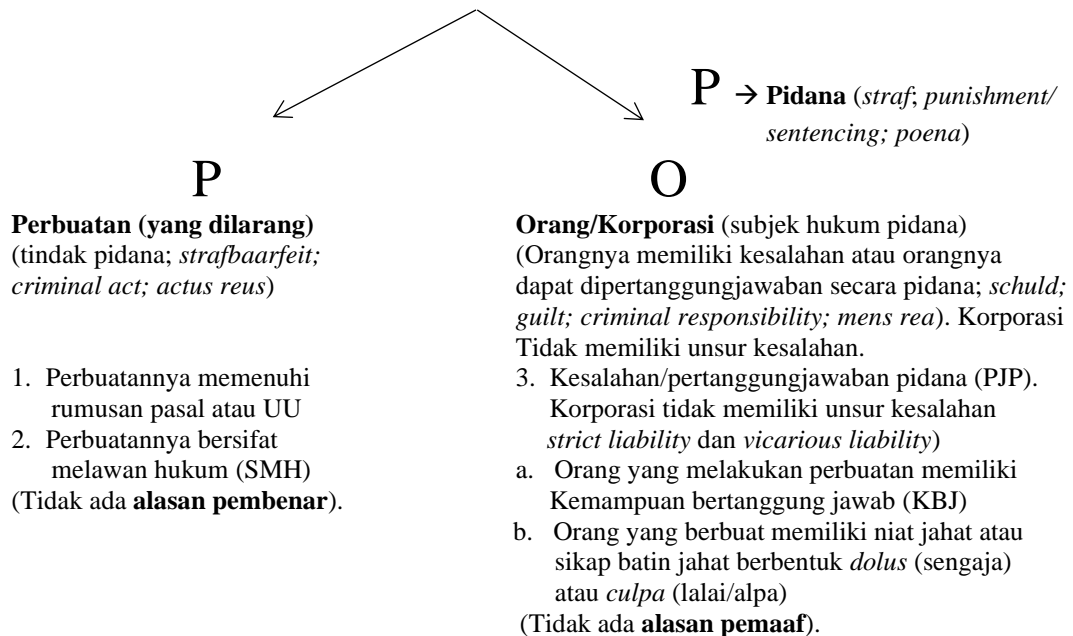 P → Pidana (straf; punishment/
sentencing; poena)
P
Perbuatan (yang dilarang)
(tindak pidana; strafbaarfeit;
criminal act; actus reus)
1. Perbuatannya memenuhi
rumusan pasal atau UU
2. Perbuatannya bersifat
melawan hukum (SMH)
(Tidak ada alasan pembenar).
O
Orang/Korporasi (subjek hukum pidana)
(Orangnya memiliki kesalahan atau orangnya
dapat dipertanggungjawaban secara pidana; schuld;
guilt; criminal responsibility; mens rea). Korporasi
Tidak memiliki unsur kesalahan.
3. Kesalahan/pertanggungjawaban pidana (PJP).
Korporasi tidak memiliki unsur kesalahan
strict liability dan vicarious liability)
a. Orang yang melakukan perbuatan memiliki
Kemampuan bertanggung jawab (KBJ)
b. Orang yang berbuat memiliki niat jahat atau
sikap batin jahat berbentuk dolus (sengaja)
atau culpa (lalai/alpa)
(Tidak ada alasan pemaaf).